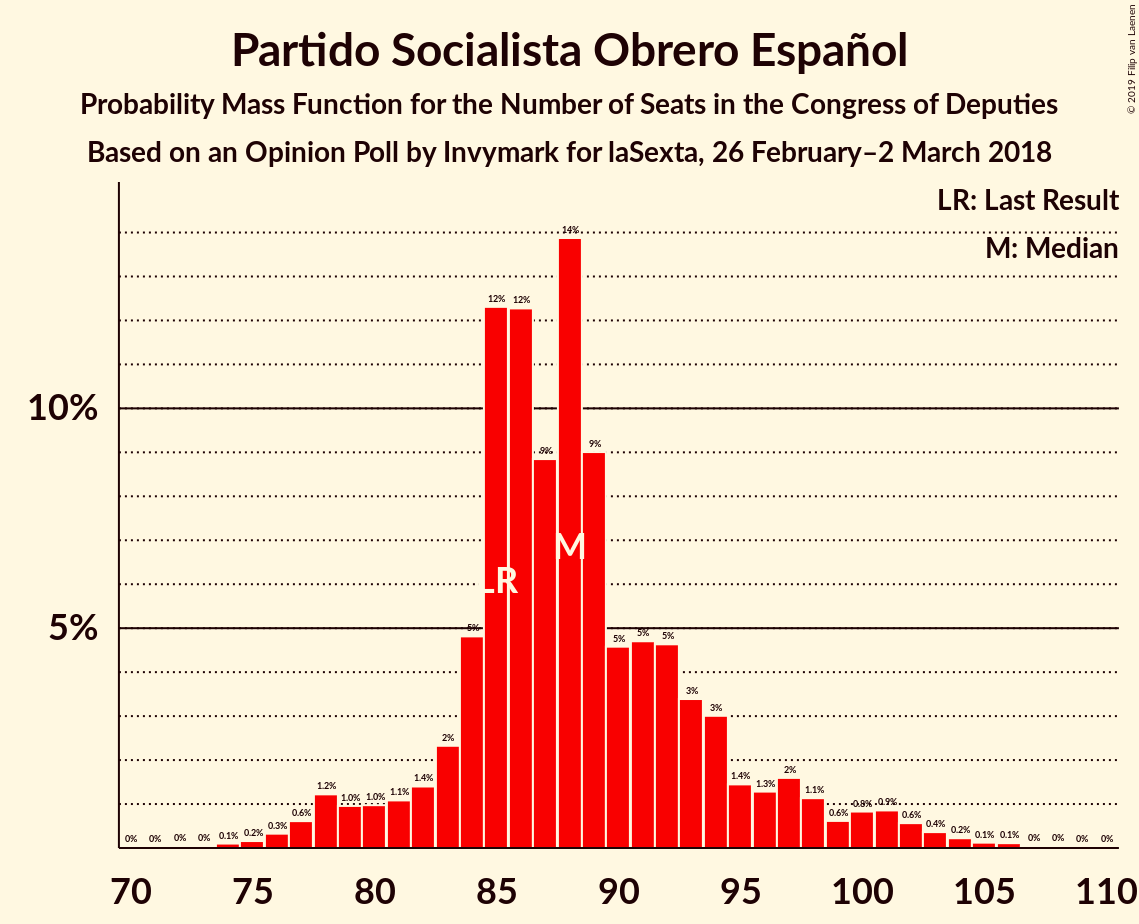 Partido Socialista Obrero Español
Probability Mass Function for the Number of Seats in the Congress of Deputies
Based on an Opinion Poll by Invymark for laSexta, 26 February–2 March 2018
© 2019 Filip van Laenen
LR: Last Result
M: Median
10%
5%
0% 0% 0% 0% 0.1% 0.2% 0.3% 0.6% 1.2% 1.0% 1.0% 1.1% 1.4% 2% 5% 12% 12% 9% 14% 9% 5% 5% 5% 3% 3% 1.4% 1.3% 2% 1.1% 0.6% 0.8% 0.9% 0.6% 0.4% 0.2% 0.1% 0.1% 0% 0% 0% 0%
M
LR
70 75 80 85 90 95 100 105 110